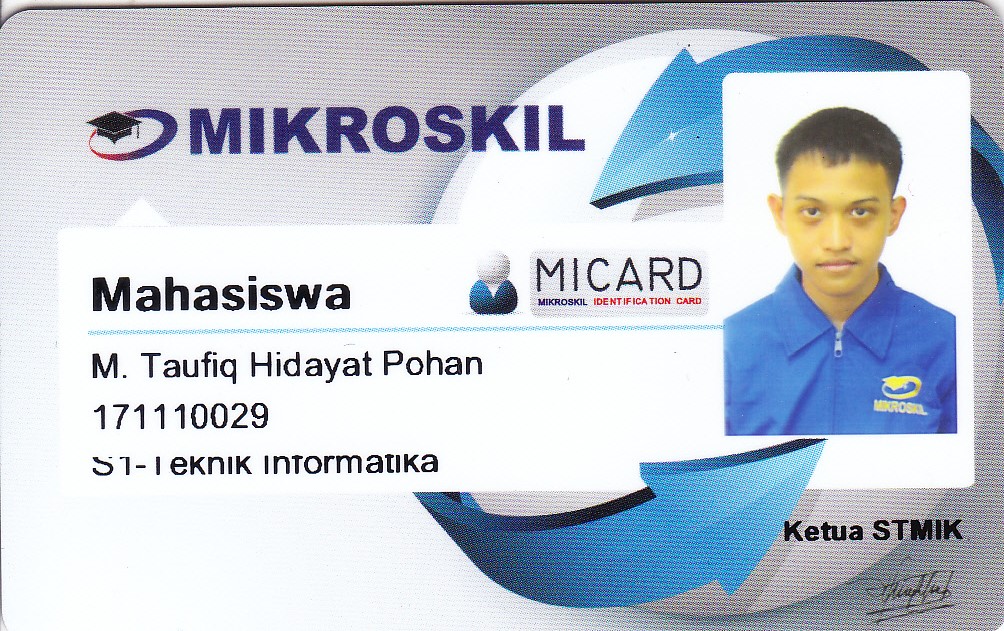 MIKROSKIL
MICARD
MIKROSKIL IDENTIFICATION CARD
Mahasiswa
M. Taufiq Hidayat Pohan
171110029
S1-Teknik Informatika
MIKROSKIL
Ketua STMIK